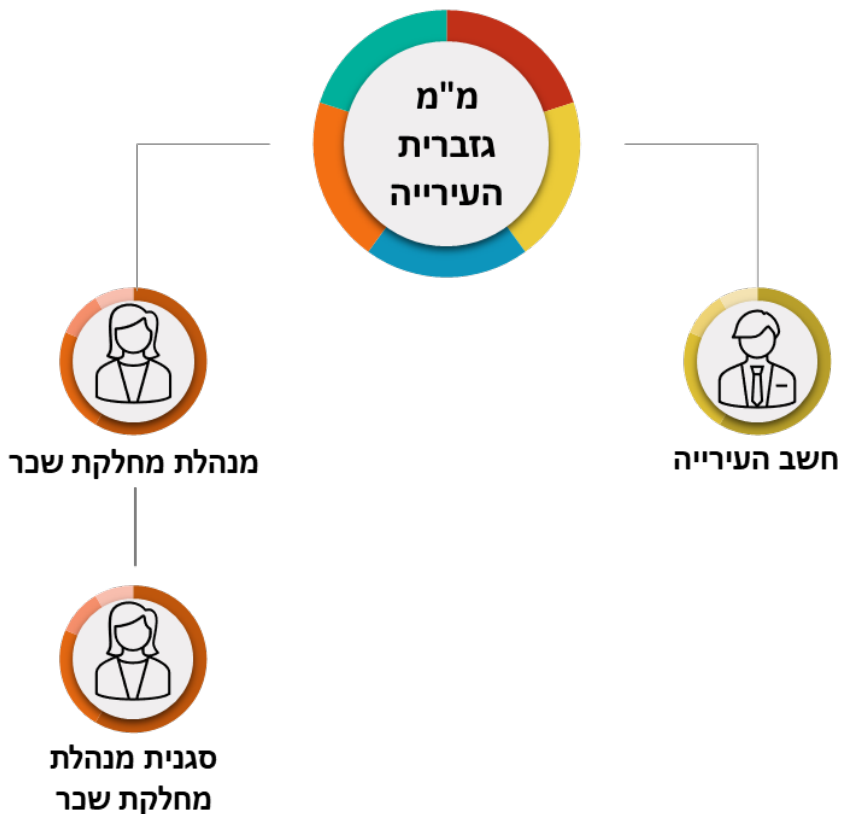 מ"מ
גזברית
העירייה
חשב העירייה
מנהלת מחלקת שכר
סגנית מנהלת
מחלקת שכר